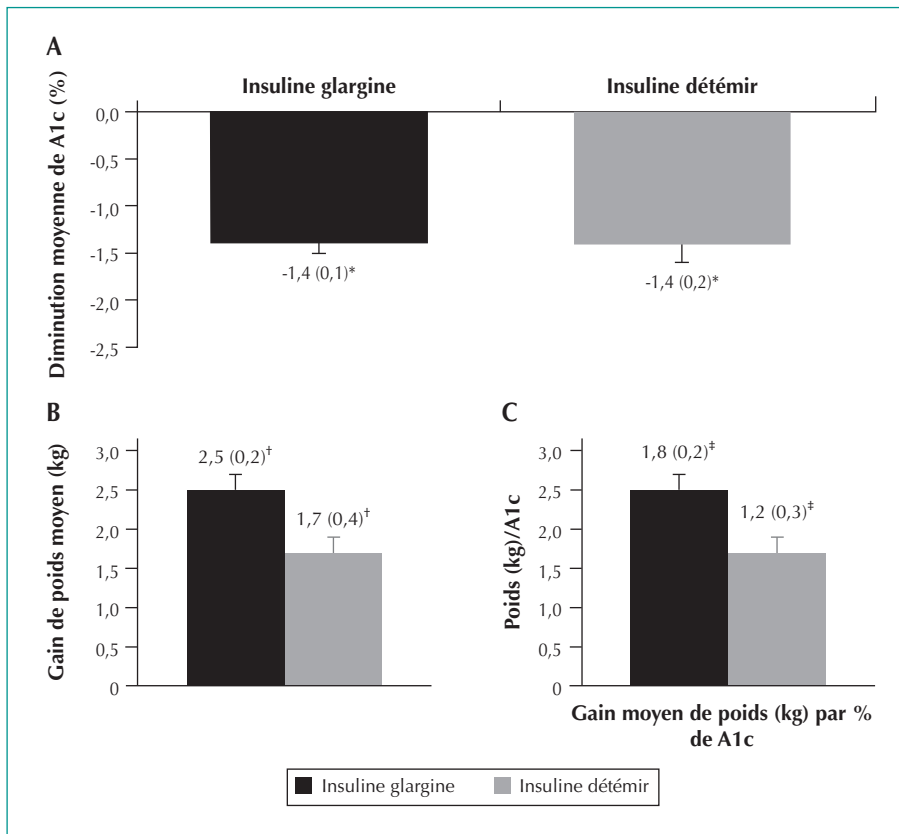 A
Insuline glargine
Insuline détémir
Diminution moyenne de A1c (%)
0,0
-0,5
-1,0
-1,5
-2,0
-2,5
-1,4 (0,1)*
-1,4 (0,2)*
B
Gain de poids moyen (kg)
3,0
2,5
2,0
1,5
1,0
0,5
0
2,5 (0,2)†
1,7 (0,4)†
C
Poids (kg)/A1c
3,0
2,5
2,0
1,5
1,0
0,5
0
1,8 (0,2)‡
1,2 (0,3)‡
Gain moyen de poids (kg) par %
de A1c
Insuline glargine
Insuline détémir